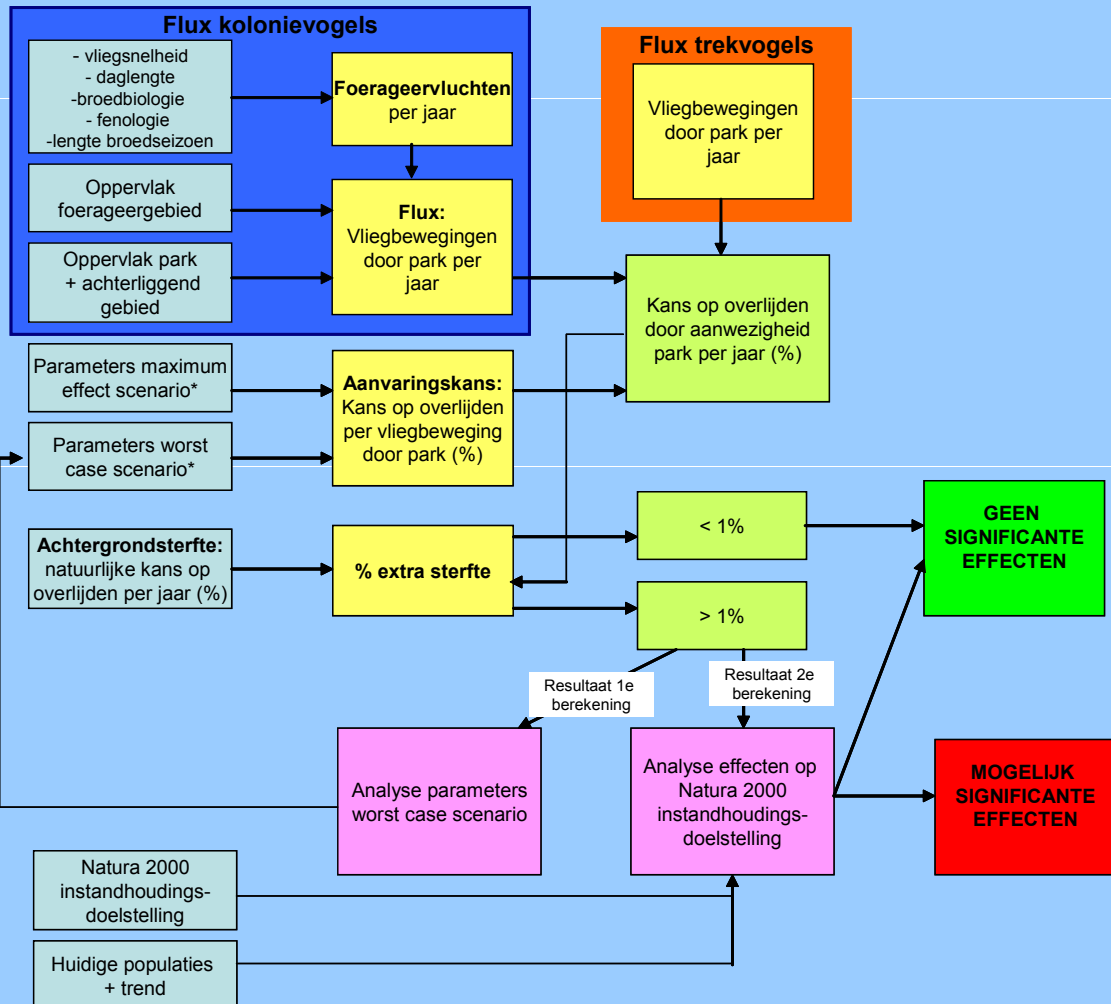 Flux kolonievogels
- vliegsnelheid
- daglengte
-broedbiologie
- fenologie
-lengte broedseizoen
Foerageervluchten
per jaar
Oppervlak
foerageergebied
Flux:
Vliegbewegingen
door park per
jaar
Oppervlak park
+ achterliggend
gebied
Flux trekvogels
Vliegbewegingen
door park per
jaar
Kans op overlijden
door aanwezigheid
park per jaar (%)
Parameters maximum
effect scenario*
Aanvaringskans:
Kans op overlijden
per vliegbeweging
door park (%)
Parameters worst
case scenario*
Achtergrondsterfte:
natuurlijke kans op
overlijden per jaar (%)
% extra sterfte
< 1%
> 1%
GEEN
SIGNIFICANTE
EFFECTEN
Resultaat 1e
berekening
Resultaat 2e
berekening
Analyse parameters
worst case scenario
Analyse effecten op
Natura 2000
instandhoudings-
doelstelling
MOGELIJK
SIGNIFICANTE
EFFECTEN
Natura 2000
instandhoudings-
doelstelling
Huidige populaties
+ trend